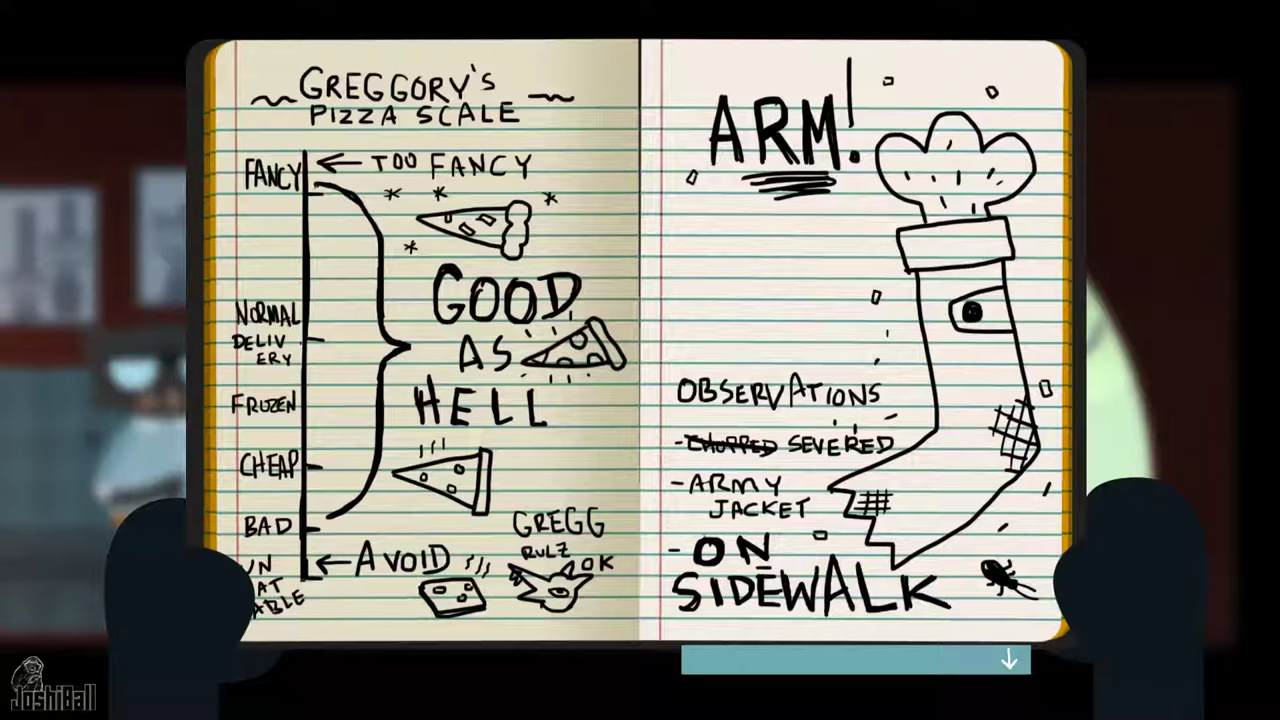 GREGGORY'S
PIZZA SCALE
FANCY
TOO FANCY
GOOD
AS
HELL
NORMAL
DELIV
ERY
FROZEN
CHEAP
BAD
AVOID
GREGG
RULZ
OK
ARM!
OBSERVATIONS
- CHOPPED SEVERED
- ARMY
JACKET
- ON
SIDEWALK
JoshiBall